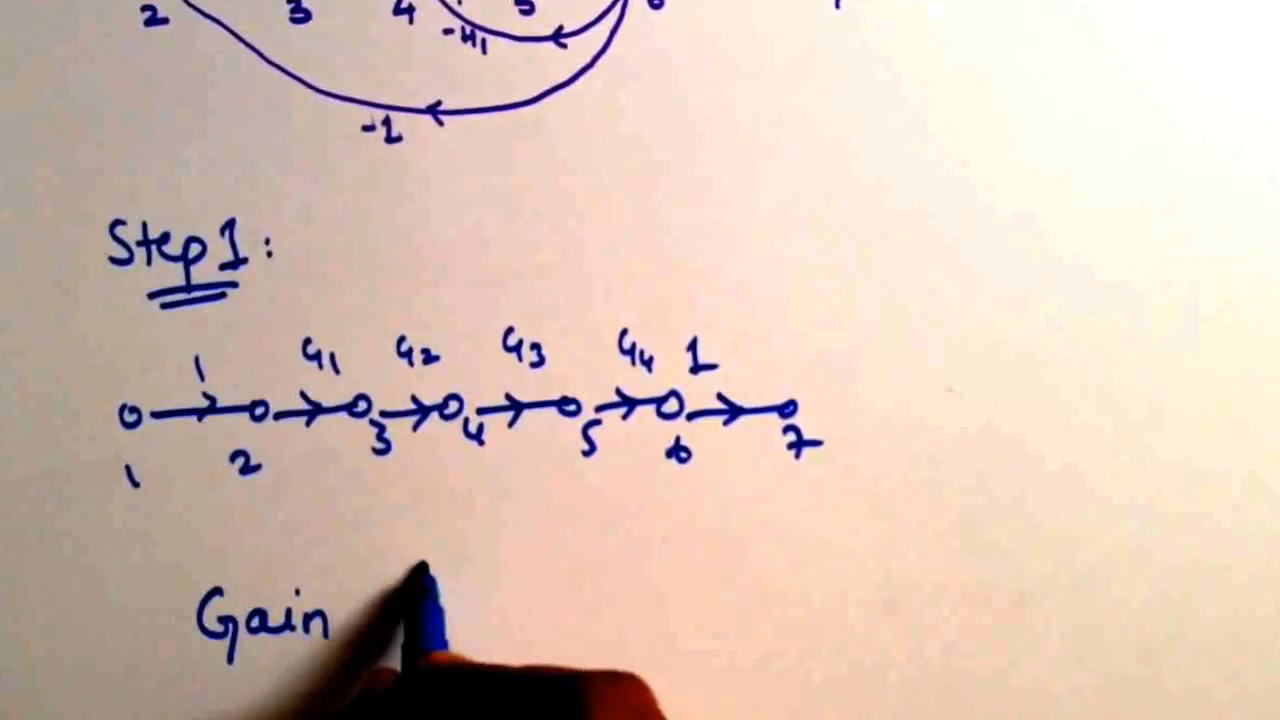 2 3 4 5 6
-H1
-1
Step 1:
1 G1 G2 G3 G4 1
1 2 3 4 5 6 7
Gain